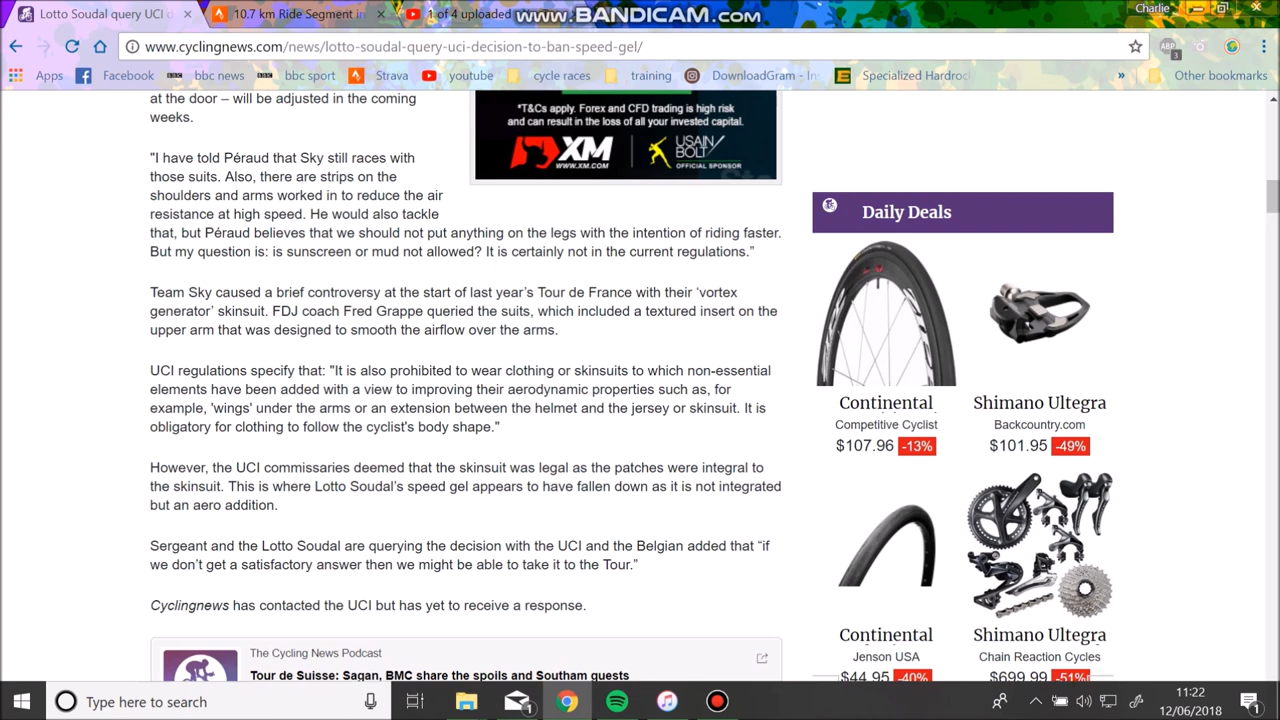 Lotto Soudal query UCI d
10.7 km Ride Segment in
1 of 4 uploaded
www.BANDICAM.com
Charlie
www.cyclingnews.com/news/lotto-soudal-query-uci-decision-to-ban-speed-gel/
ABP
3
Apps
Facebook
BBC
bbc news
BBC
bbc sport
Strava
youtube
cycle races
training
DownloadGram - In
Specialized Hardroc
»
Other bookmarks
at the door – will be adjusted in the coming
weeks.
"I have told Péraud that Sky still races with
those suits. Also, there are strips on the
shoulders and arms worked in to reduce the air
resistance at high speed. He would also tackle
that, but Péraud believes that we should not put anything on the legs with the intention of riding faster.
But my question is: is sunscreen or mud not allowed? It is certainly not in the current regulations.”
Team Sky caused a brief controversy at the start of last year’s Tour de France with their ‘vortex
generator’ skinsuit. FDJ coach Fred Grappe queried the suits, which included a textured insert on the
upper arm that was designed to smooth the airflow over the arms.
UCI regulations specify that: "It is also prohibited to wear clothing or skinsuits to which non-essential
elements have been added with a view to improving their aerodynamic properties such as, for
example, 'wings' under the arms or an extension between the helmet and the jersey or skinsuit. It is
obligatory for clothing to follow the cyclist's body shape."
However, the UCI commissaries deemed that the skinsuit was legal as the patches were integral to
the skinsuit. This is where Lotto Soudal’s speed gel appears to have fallen down as it is not integrated
but an aero addition.
Sergeant and the Lotto Soudal are querying the decision with the UCI and the Belgian added that “if
we don’t get a satisfactory answer then we might be able to take it to the Tour.”
Cyclingnews has contacted the UCI but has yet to receive a response.
The Cycling News Podcast
Tour de Suisse: Sagan, BMC share the spoils and Southam guests
*T&Cs apply. Forex and CFD trading is high risk
and can result in the loss of all your invested capital.
XM
WWW.XM.COM
USAIN
BOLT
OFFICIAL SPONSOR
Daily Deals
Continental
Competitive Cyclist
$107.96 -13%
Shimano Ultegra
Backcountry.com
$101.95 -49%
Continental
Jenson USA
$44.95 -40%
Shimano Ultegra
Chain Reaction Cycles
$699.99 -51%
Type here to search
1
11:22
12/06/2018
1